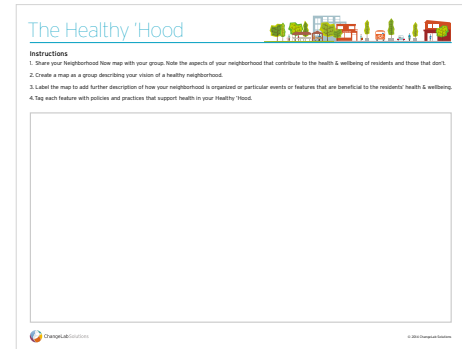 The Healthy 'Hood
Instructions
1. Share your Neighborhood Now map with your group. Note the aspects of your neighborhood that contribute to the health & wellbeing of residents and those that don't.
2. Create a map as a group describing your vision of a healthy neighborhood.
3. Label the map to add further description of how your neighborhood is organized or particular events or features that are beneficial to the residents' health & wellbeing.
4. Tag each feature with policies and practices that support health in your Healthy 'Hood.
ChangeLabSolutions
© 2014 ChangeLab Solutions